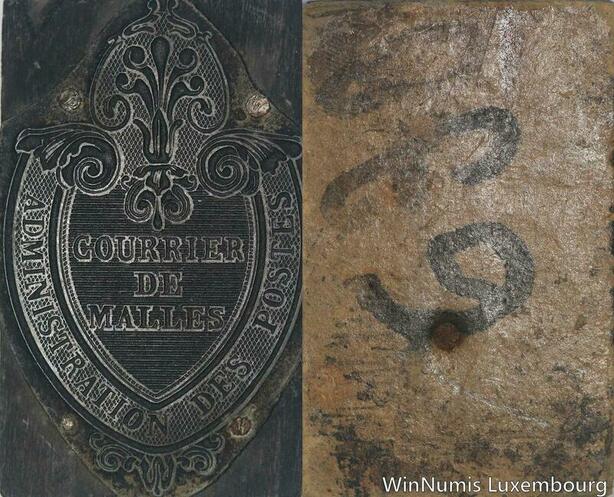 COURRIER
DE
MALLES
ADMINISTRATION DES POSTES
WinNumis Luxembourg